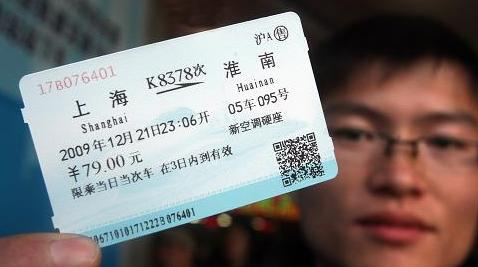 沪A 售
17B076401
上海 K8378次 淮南
Shanghai Huainan
2009年12月21日23:06开 05车095号
¥79.00元 新空调硬座
限乘当日当次车 在3日内到有效
06710101712223076401